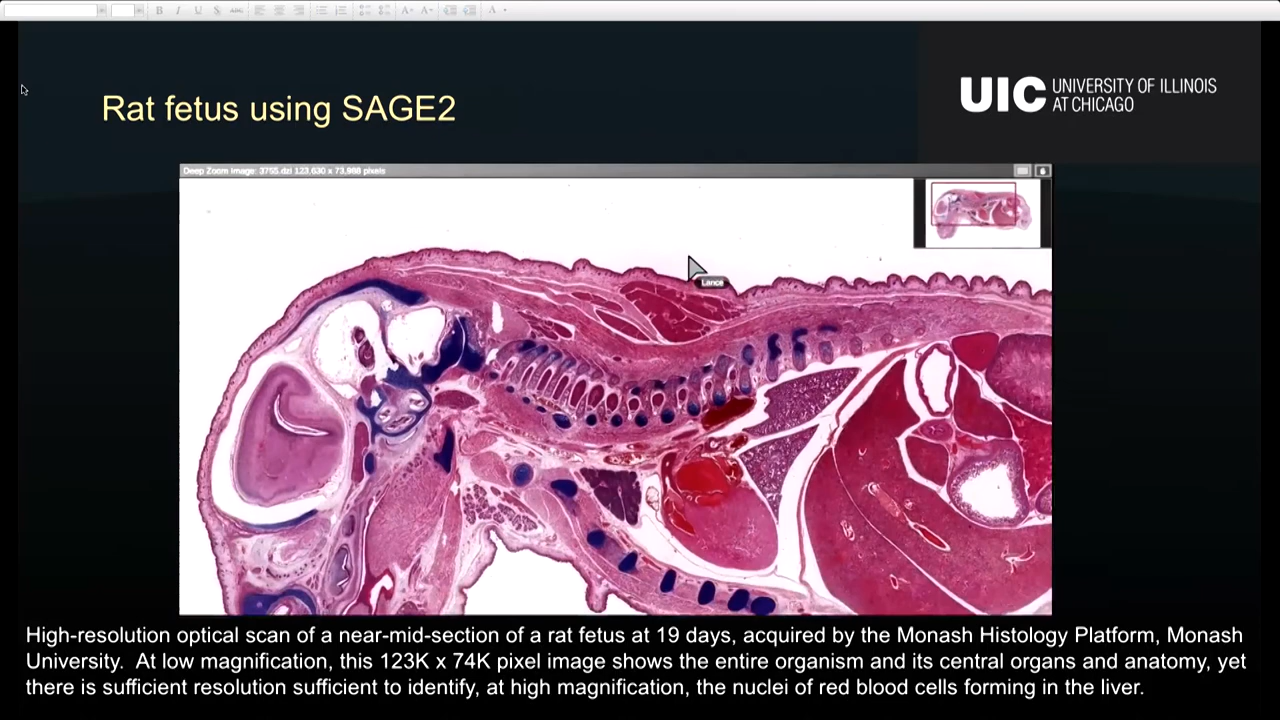 Rat fetus using SAGE2
UIC UNIVERSITY OF ILLINOIS
AT CHICAGO
Deep Zoom Image: 3755.dzi 123,630 x 73,988 pixels
Lance
High-resolution optical scan of a near-mid-section of a rat fetus at 19 days, acquired by the Monash Histology Platform, Monash
University. At low magnification, this 123K x 74K pixel image shows the entire organism and its central organs and anatomy, yet
there is sufficient resolution sufficient to identify, at high magnification, the nuclei of red blood cells forming in the liver.